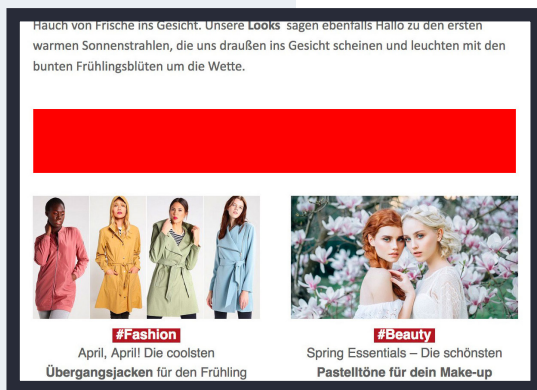 Hauch von Frische ins Gesicht. Unsere Looks sagen ebenfalls Hallo zu den ersten
warmen Sonnenstrahlen, die uns draußen ins Gesicht scheinen und leuchten mit den
bunten Frühlingsblüten um die Wette.
#Fashion
April, April! Die coolsten
Übergangsjacken für den Frühling
#Beauty
Spring Essentials – Die schönsten
Pastelltöne für dein Make-up